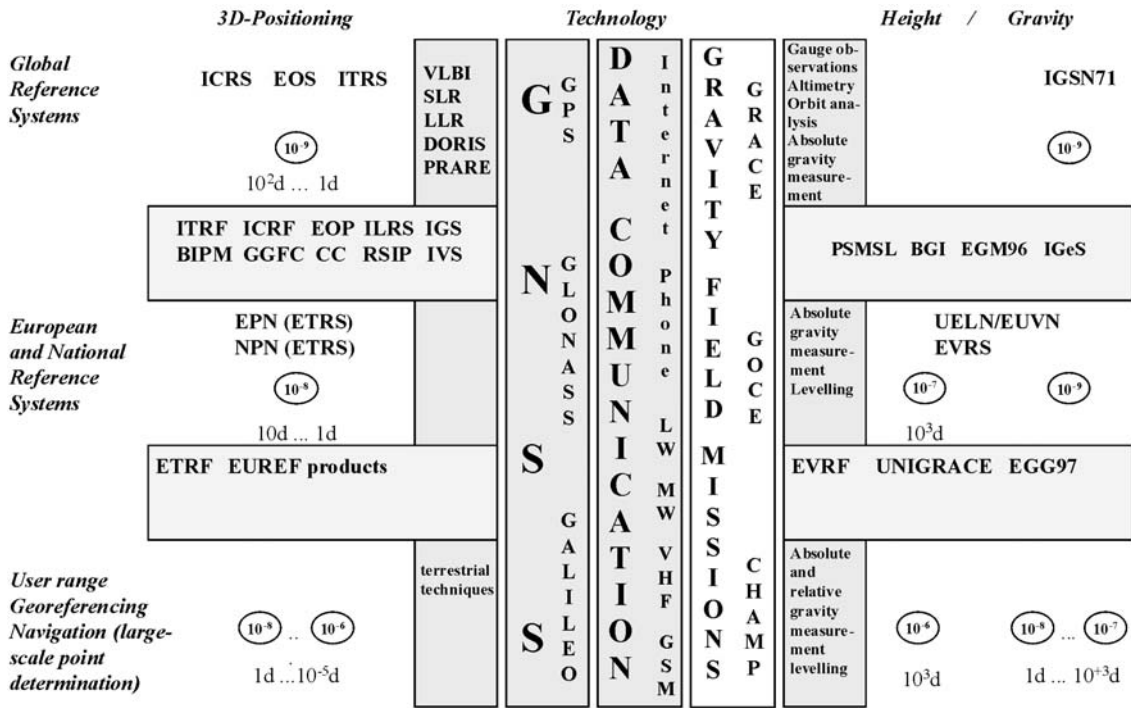 3D-Positioning
Technology
Height / Gravity
Global
Reference
Systems
ICRS EOS ITRS
10⁻⁹
10²d ... 1d
VLBI
SLR
LLR
DORIS
PRARE
GNSS
GPS
GLONASS
GALILEO
DATA COMMUNICATION
Internet Phone LW MW VHF GSM
GRAVITY FIELD MISSIONS
GRACE
GOCE
CHAMP
Gauge ob-
servations
Altimetry
Orbit ana-
lysis
Absolute
gravity
measure-
ment
IGSN71
10⁻⁹
ITRF ICRF EOP ILRS IGS
BIPM GGFC CC RSIP IVS
PSMSL BGI EGM96 IGeS
European
and National
Reference
Systems
EPN (ETRS)
NPN (ETRS)
10⁻⁸
10d ... 1d
Absolute
gravity
measure-
ment
Levelling
UELN/EUVN
EVRS
10⁻⁷ 10⁻⁹
10³d
ETRF EUREF products
EVRF UNIGRACE EGG97
User range
Georeferencing
Navigation (large-
scale point
determination)
10⁻⁸ .. 10⁻⁶
1d ...10⁻⁵d
terrestrial
techniques
Absolute
and
relative
gravity
measure-
ment
levelling
10⁻⁶ 10⁻⁸ ... 10⁻⁷
10³d 1d ... 10⁺³d